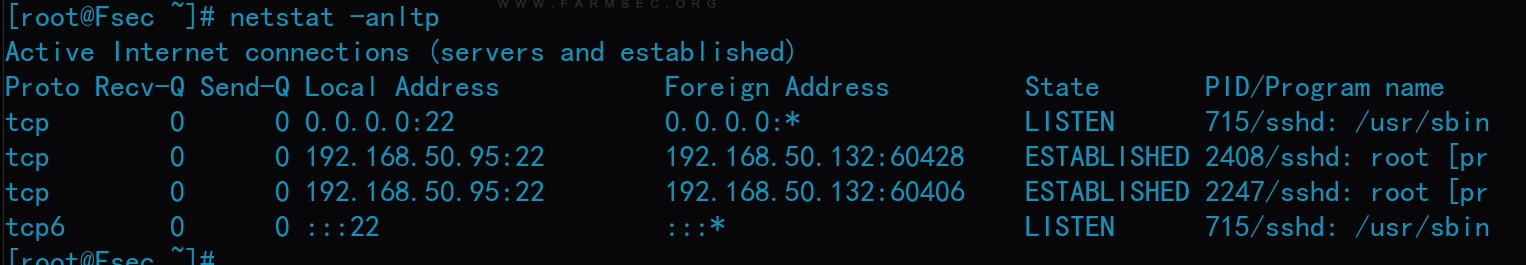 WWW.FARMSEC.ORG
[root@Fsec ~]# netstat -anltp
Active Internet connections (servers and established)
Proto Recv-Q Send-Q Local Address           Foreign Address         State       PID/Program name
tcp        0      0 0.0.0.0:22              0.0.0.0:*               LISTEN      715/sshd: /usr/sbin
tcp        0      0 192.168.50.95:22        192.168.50.132:60428    ESTABLISHED 2408/sshd: root [pr
tcp        0      0 192.168.50.95:22        192.168.50.132:60406    ESTABLISHED 2247/sshd: root [pr
tcp6       0      0 :::22                   :::*                    LISTEN      715/sshd: /usr/sbin
[root@Fsec ~]#